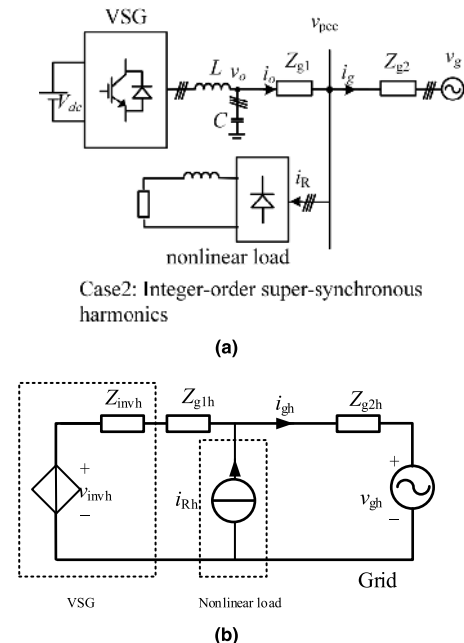 VSG
v_pcc
L v_o i_o Z_g1 i_g Z_g2 v_g
V_dc
C
i_R
nonlinear load
Case2: Integer-order super-synchronous
harmonics
(a)
Z_invh Z_g1h i_gh Z_g2h
+ +
v_invh i_Rh v_gh
− −
Grid
VSG Nonlinear load
(b)